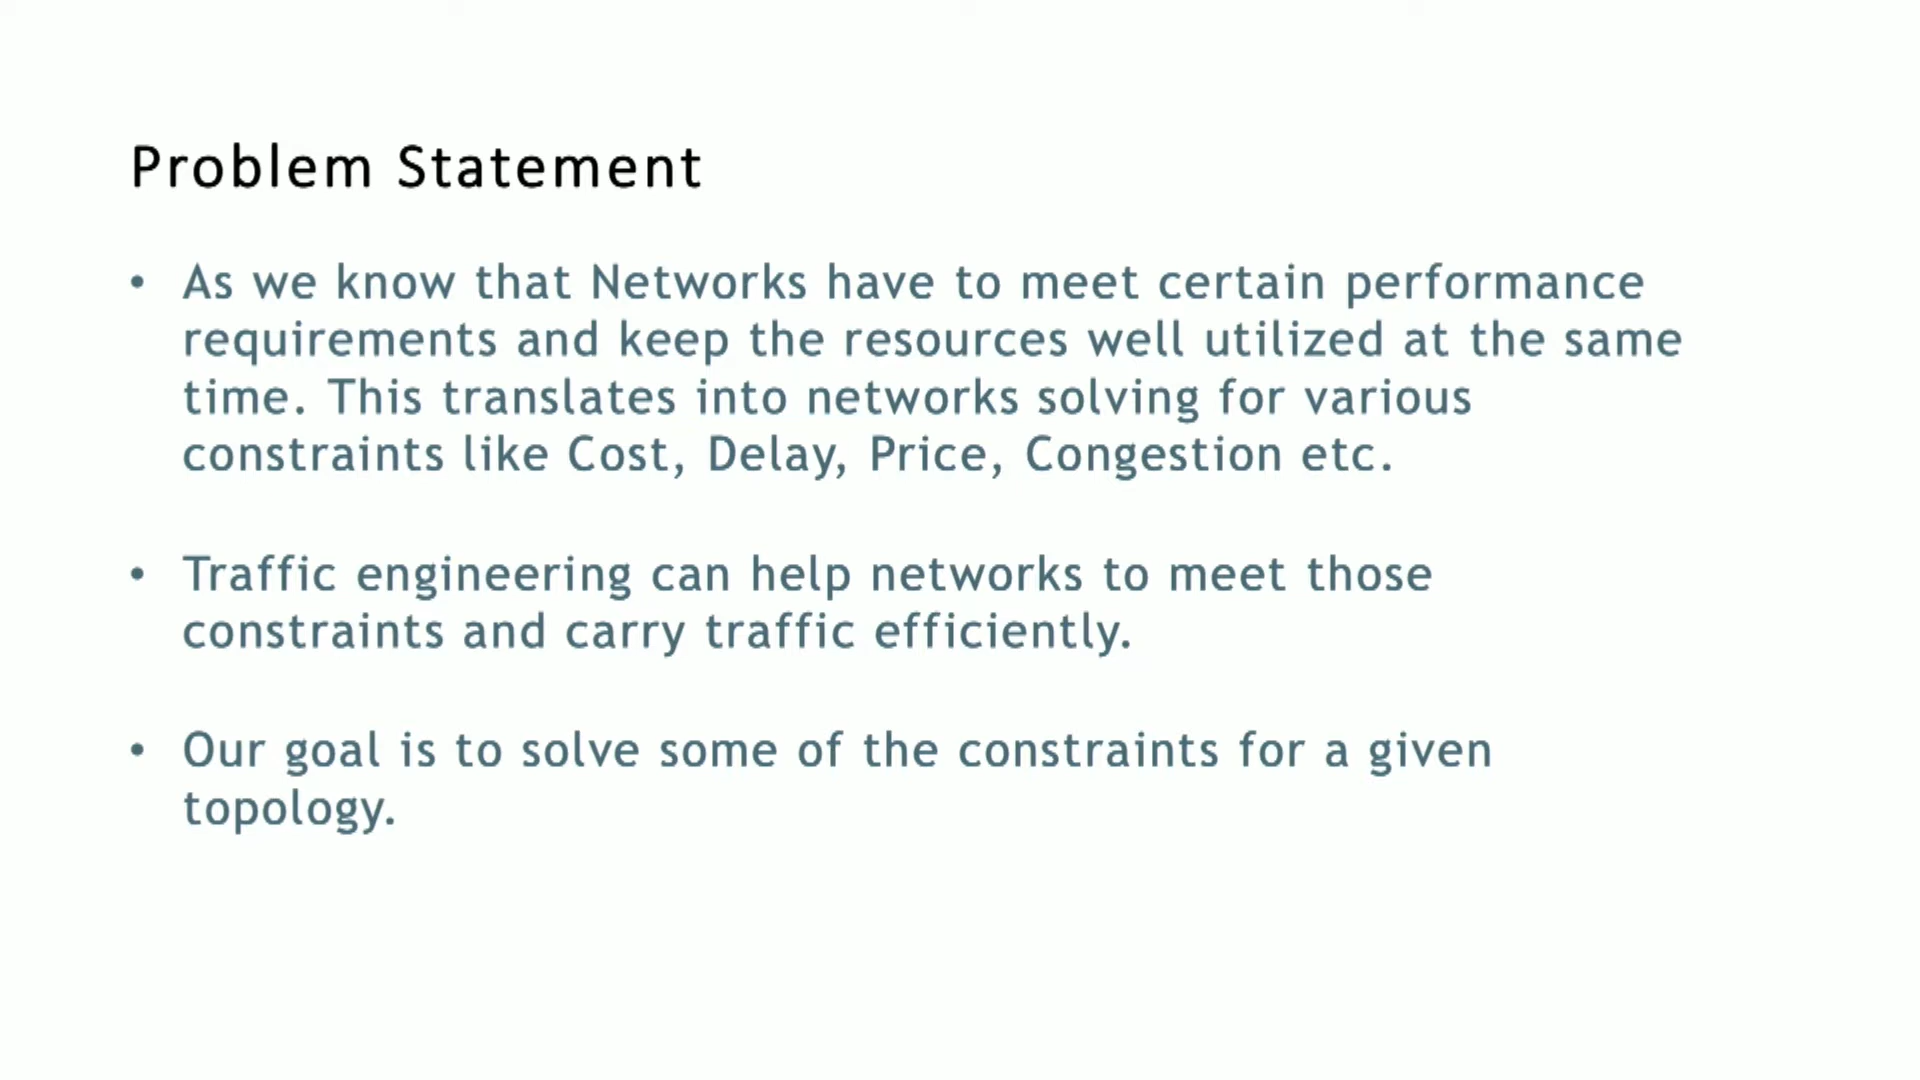 Problem Statement
• As we know that Networks have to meet certain performance
requirements and keep the resources well utilized at the same
time. This translates into networks solving for various
constraints like Cost, Delay, Price, Congestion etc.
• Traffic engineering can help networks to meet those
constraints and carry traffic efficiently.
• Our goal is to solve some of the constraints for a given
topology.